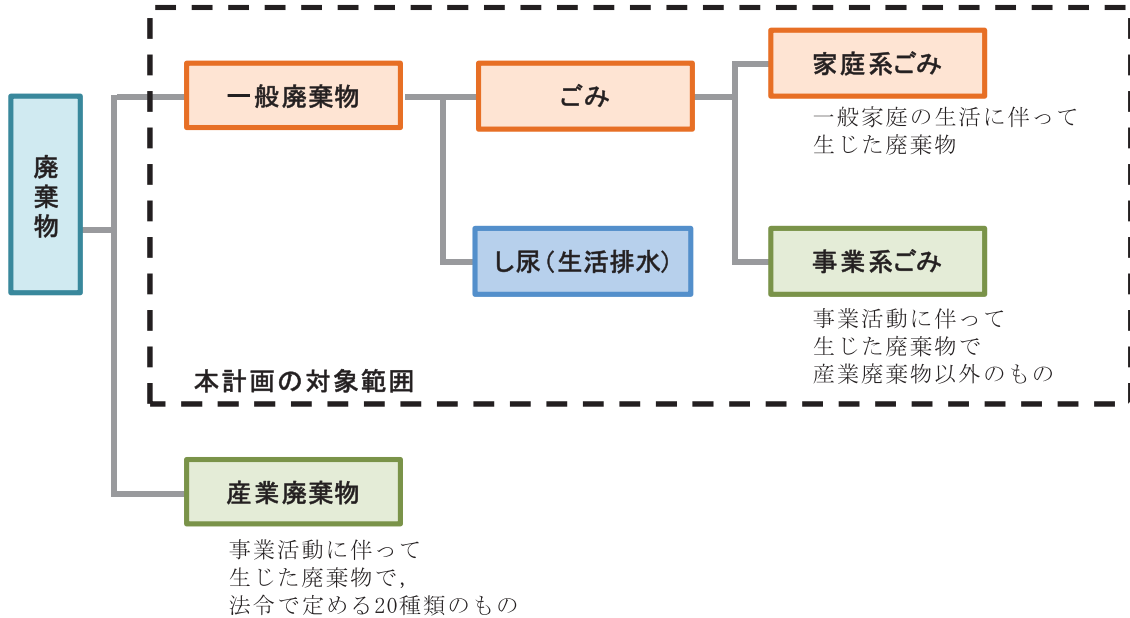 廃棄物
一般廃棄物
ごみ
家庭系ごみ
一般家庭の生活に伴って
生じた廃棄物
し尿(生活排水)
事業系ごみ
事業活動に伴って
生じた廃棄物で
産業廃棄物以外のもの
本計画の対象範囲
産業廃棄物
事業活動に伴って
生じた廃棄物で,
法令で定める20種類のもの